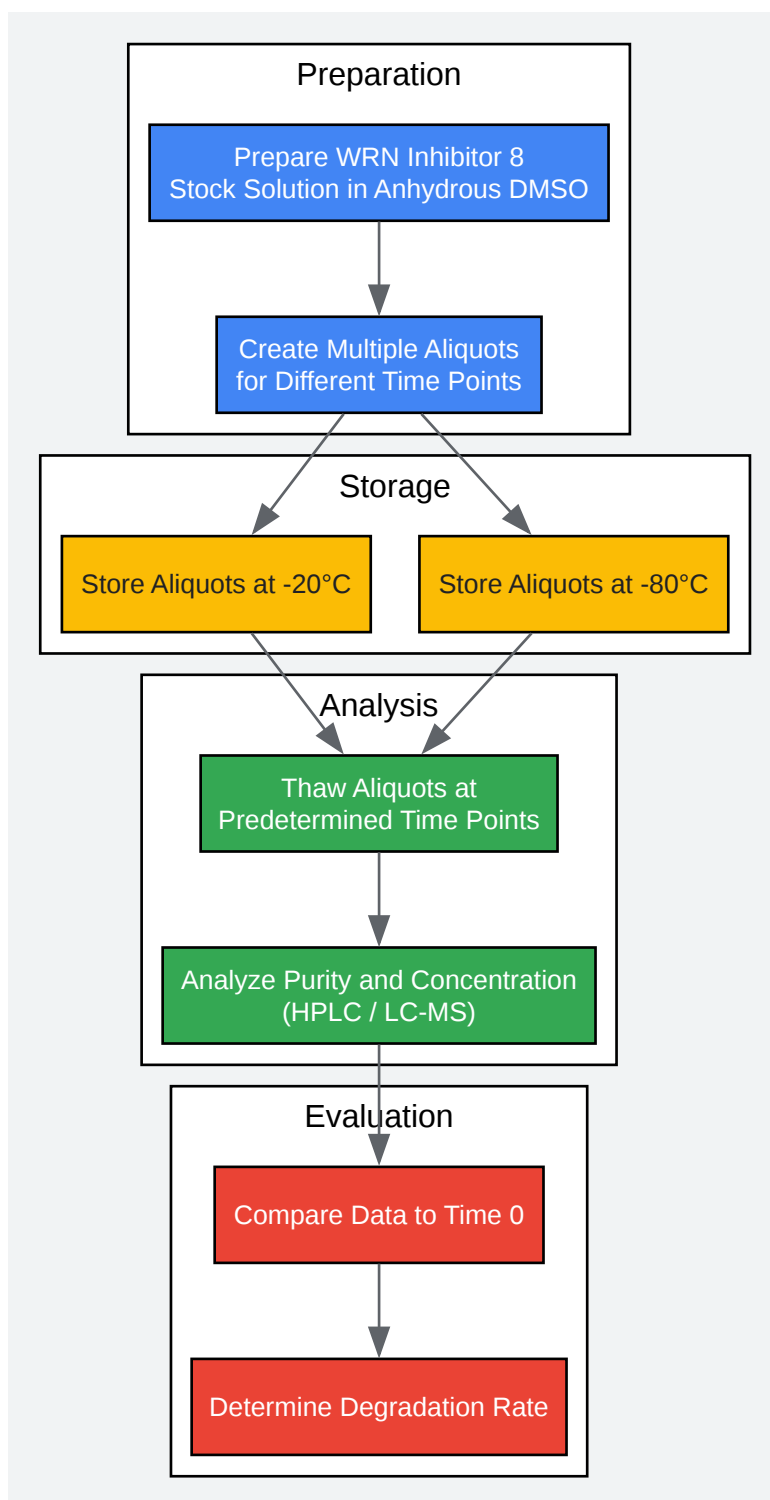 Preparation
Prepare WRN Inhibitor 8
Stock Solution in Anhydrous DMSO
Create Multiple Aliquots
for Different Time Points
Storage
Store Aliquots at -20°C
Store Aliquots at -80°C
Analysis
Thaw Aliquots at
Predetermined Time Points
Analyze Purity and Concentration
(HPLC / LC-MS)
Evaluation
Compare Data to Time 0
Determine Degradation Rate